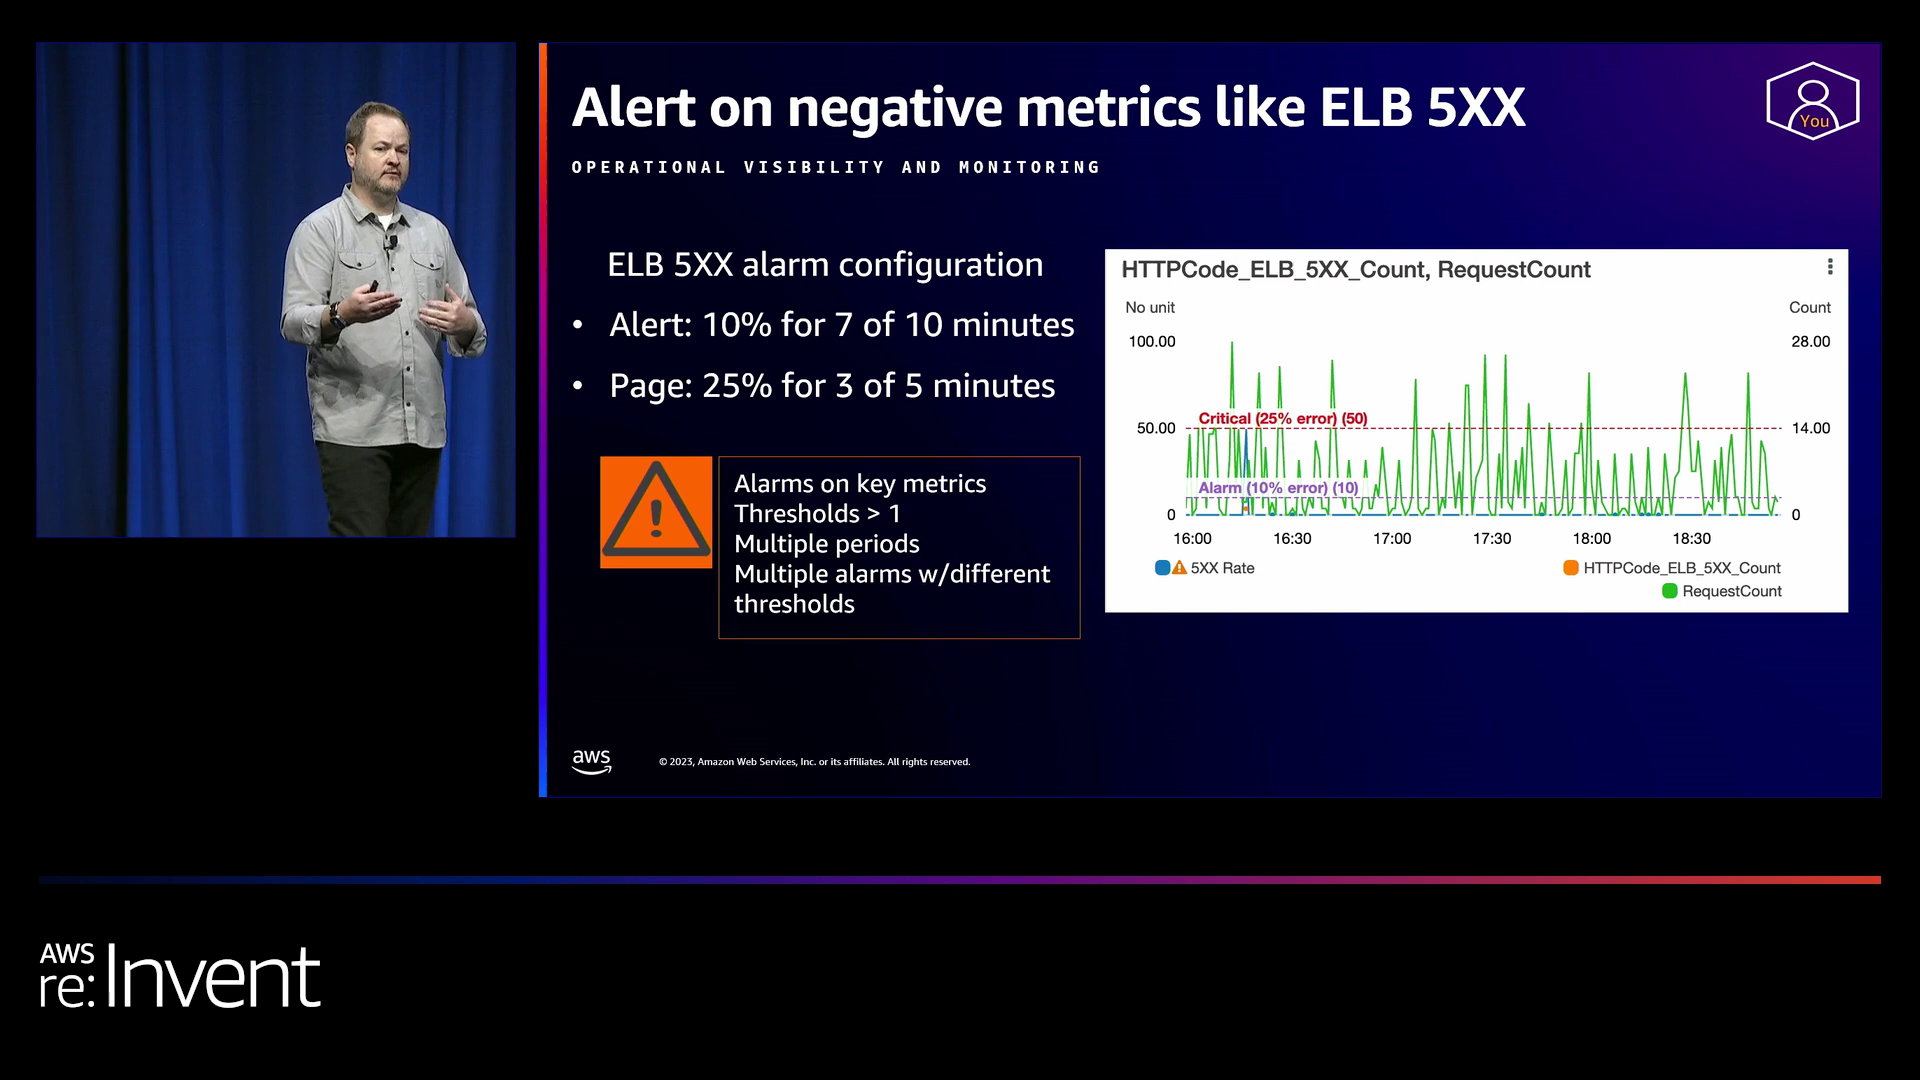 Alert on negative metrics like ELB 5XX
You
OPERATIONAL VISIBILITY AND MONITORING
ELB 5XX alarm configuration
• Alert: 10% for 7 of 10 minutes
• Page: 25% for 3 of 5 minutes
Alarms on key metrics
Thresholds > 1
Multiple periods
Multiple alarms w/different
thresholds
HTTPCode_ELB_5XX_Count, RequestCount
No unit
Count
100.00
28.00
Critical (25% error) (50)
50.00
14.00
Alarm (10% error) (10)
0
0
16:00 16:30 17:00 17:30 18:00 18:30
5XX Rate
HTTPCode_ELB_5XX_Count
RequestCount
aws
© 2023, Amazon Web Services, Inc. or its affiliates. All rights reserved.
AWS
re:Invent